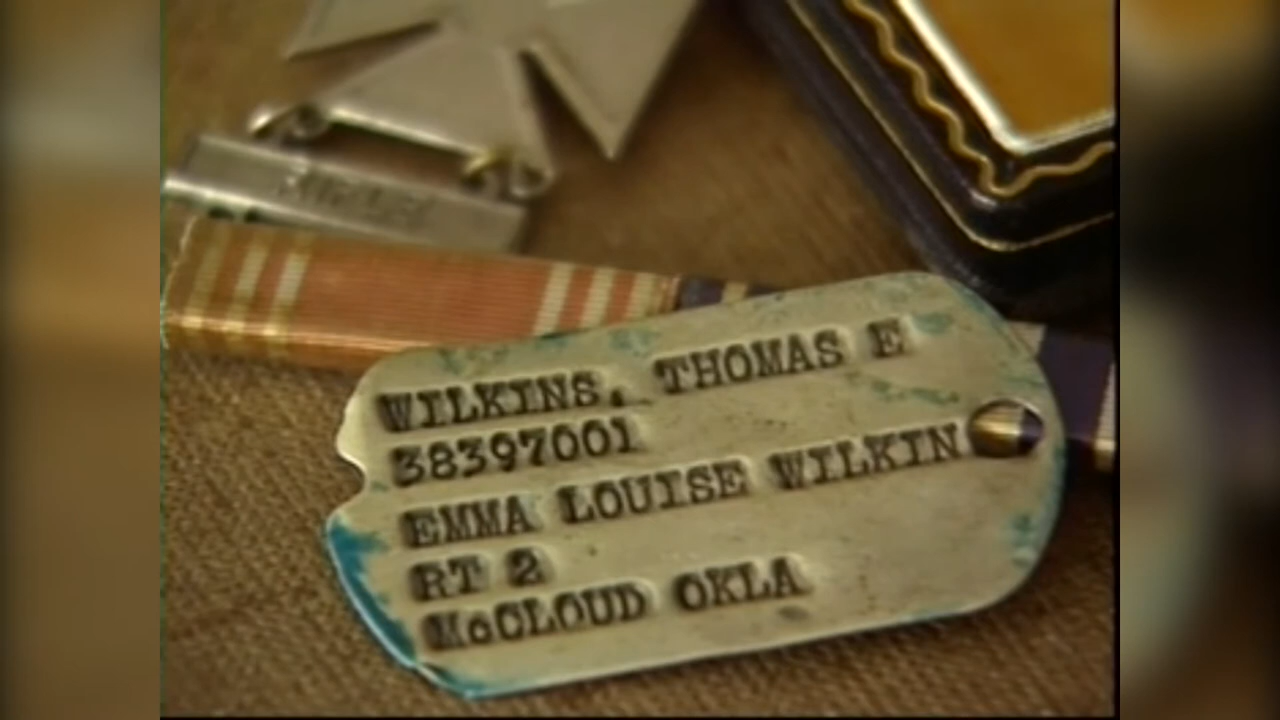 WILKINS, THOMAS E
38397001
EMMA LOUISE WILKIN
RT 2
McCLOUD OKLA